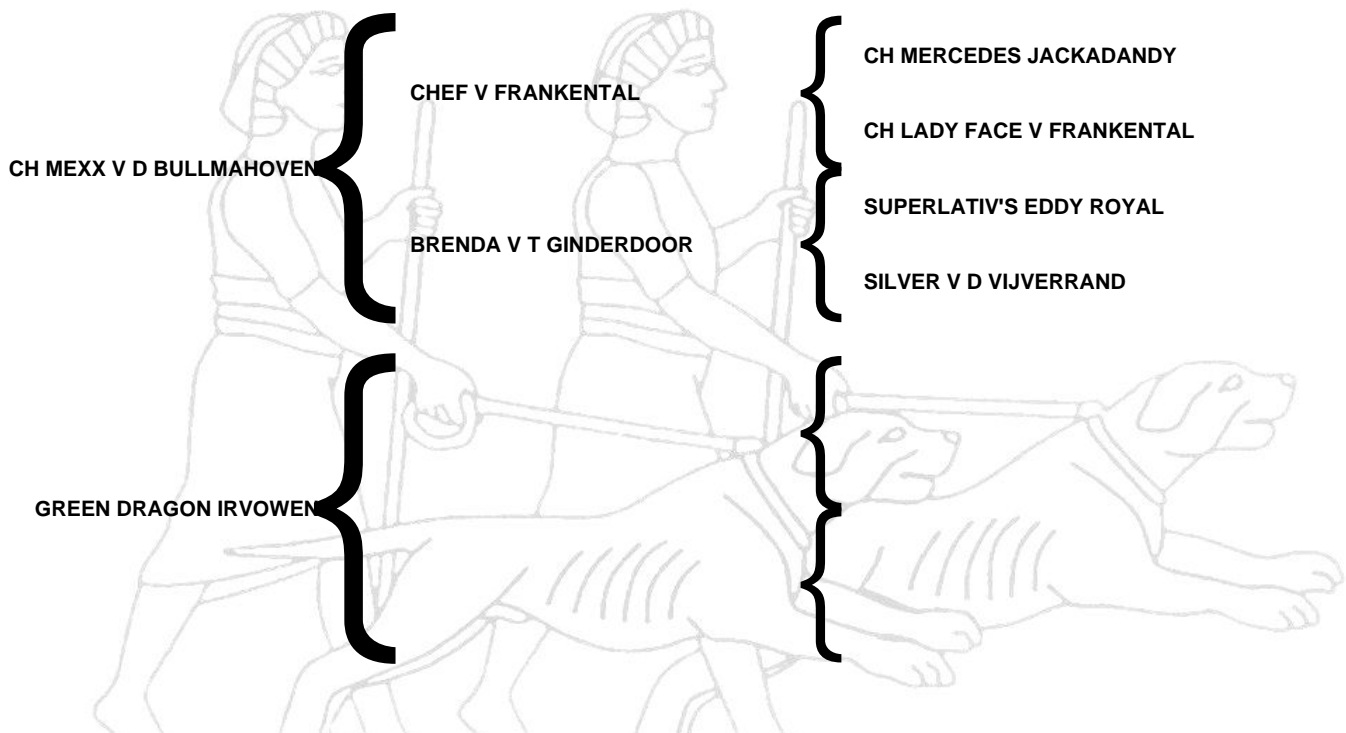 CH MERCEDES JACKADANDY
CHEF V FRANKENTAL
CH LADY FACE V FRANKENTAL
CH MEXX V D BULLMAHOVEN
SUPERLATIV'S EDDY ROYAL
BRENDA V T GINDERDOOR
SILVER V D VIJVERRAND
GREEN DRAGON IRVOWEN